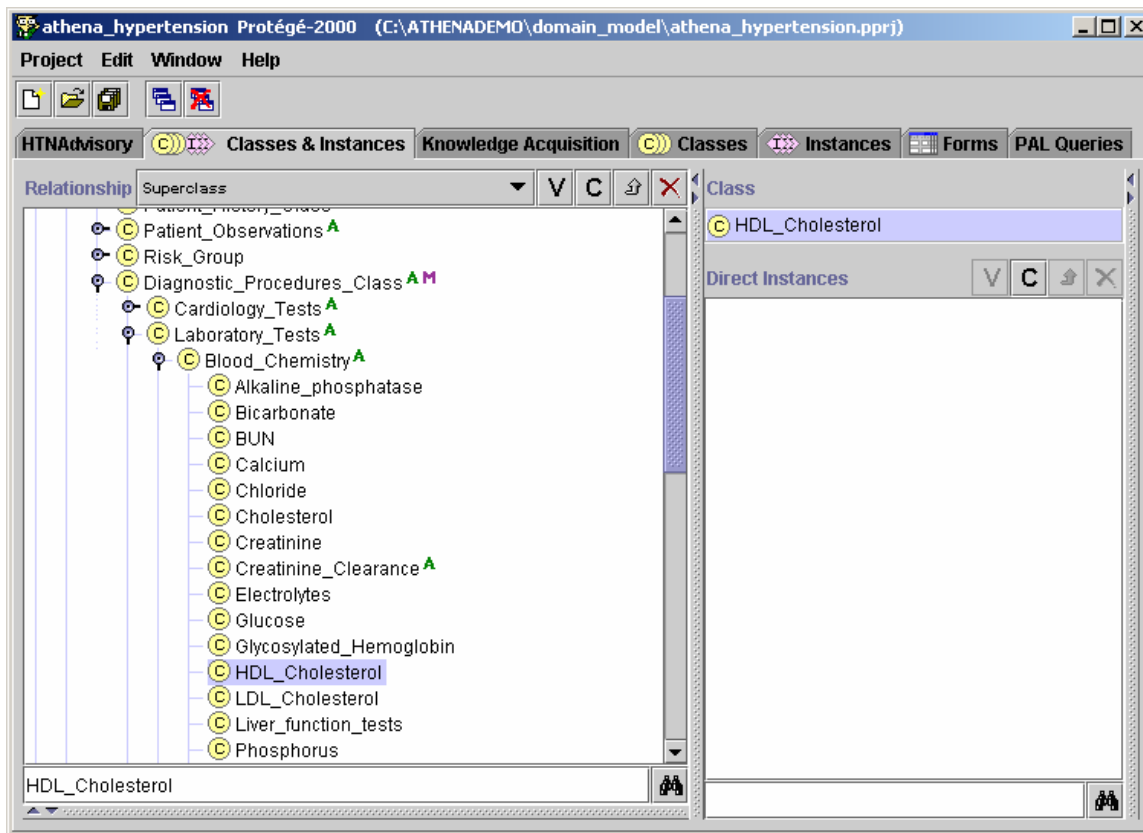 athena_hypertension Protégé-2000 (C:\ATHENADEMO\domain_model\athena_hypertension.pprj)
Project Edit Window Help
HTNAdvisory Classes & Instances Knowledge Acquisition C Classes Instances Forms PAL Queries
Relationship Superclass V C
Class
C HDL_Cholesterol
Direct Instances V C
Patient_History_Class
C Patient_Observations A
C Risk_Group
C Diagnostic_Procedures_Class A M
C Cardiology_Tests A
C Laboratory_Tests A
C Blood_Chemistry A
C Alkaline_phosphatase
C Bicarbonate
C BUN
C Calcium
C Chloride
C Cholesterol
C Creatinine
C Creatinine_Clearance A
C Electrolytes
C Glucose
C Glycosylated_Hemoglobin
C HDL_Cholesterol
C LDL_Cholesterol
C Liver_function_tests
C Phosphorus
HDL_Cholesterol